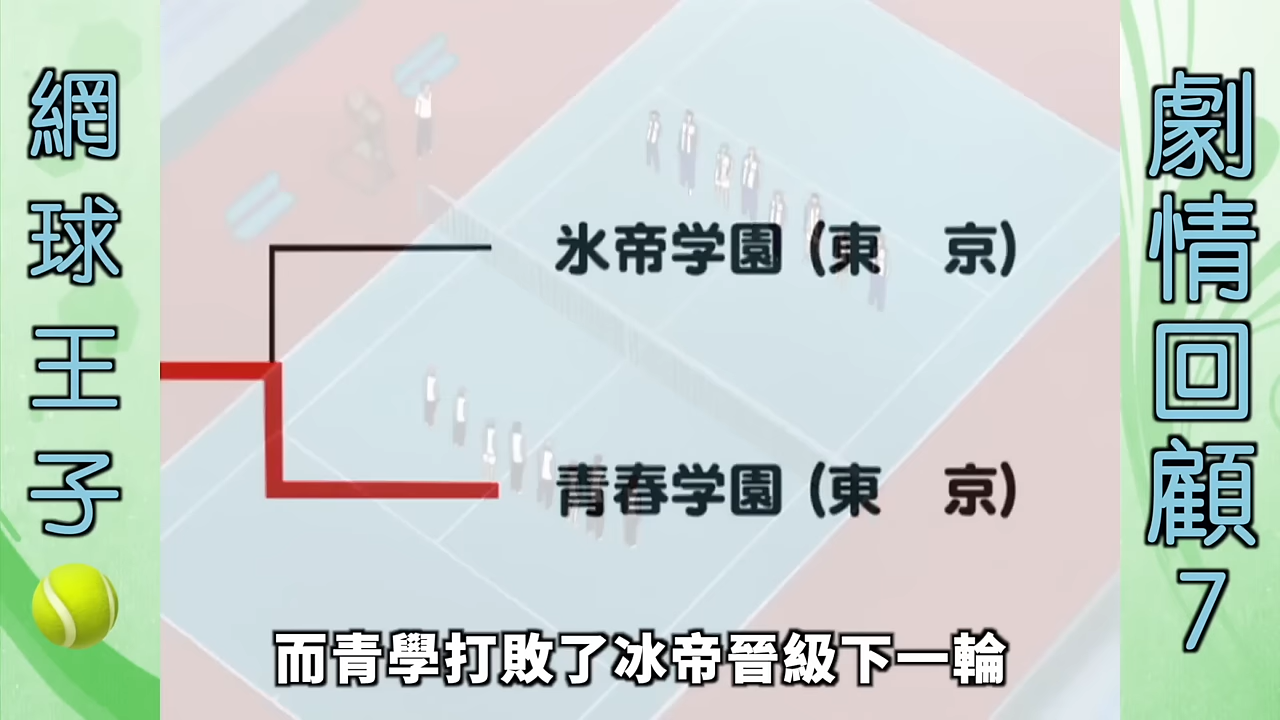 網球王子
氷帝学園(東　京)
青春学園(東　京)
而青學打敗了冰帝晉級下一輪
劇情回顧7